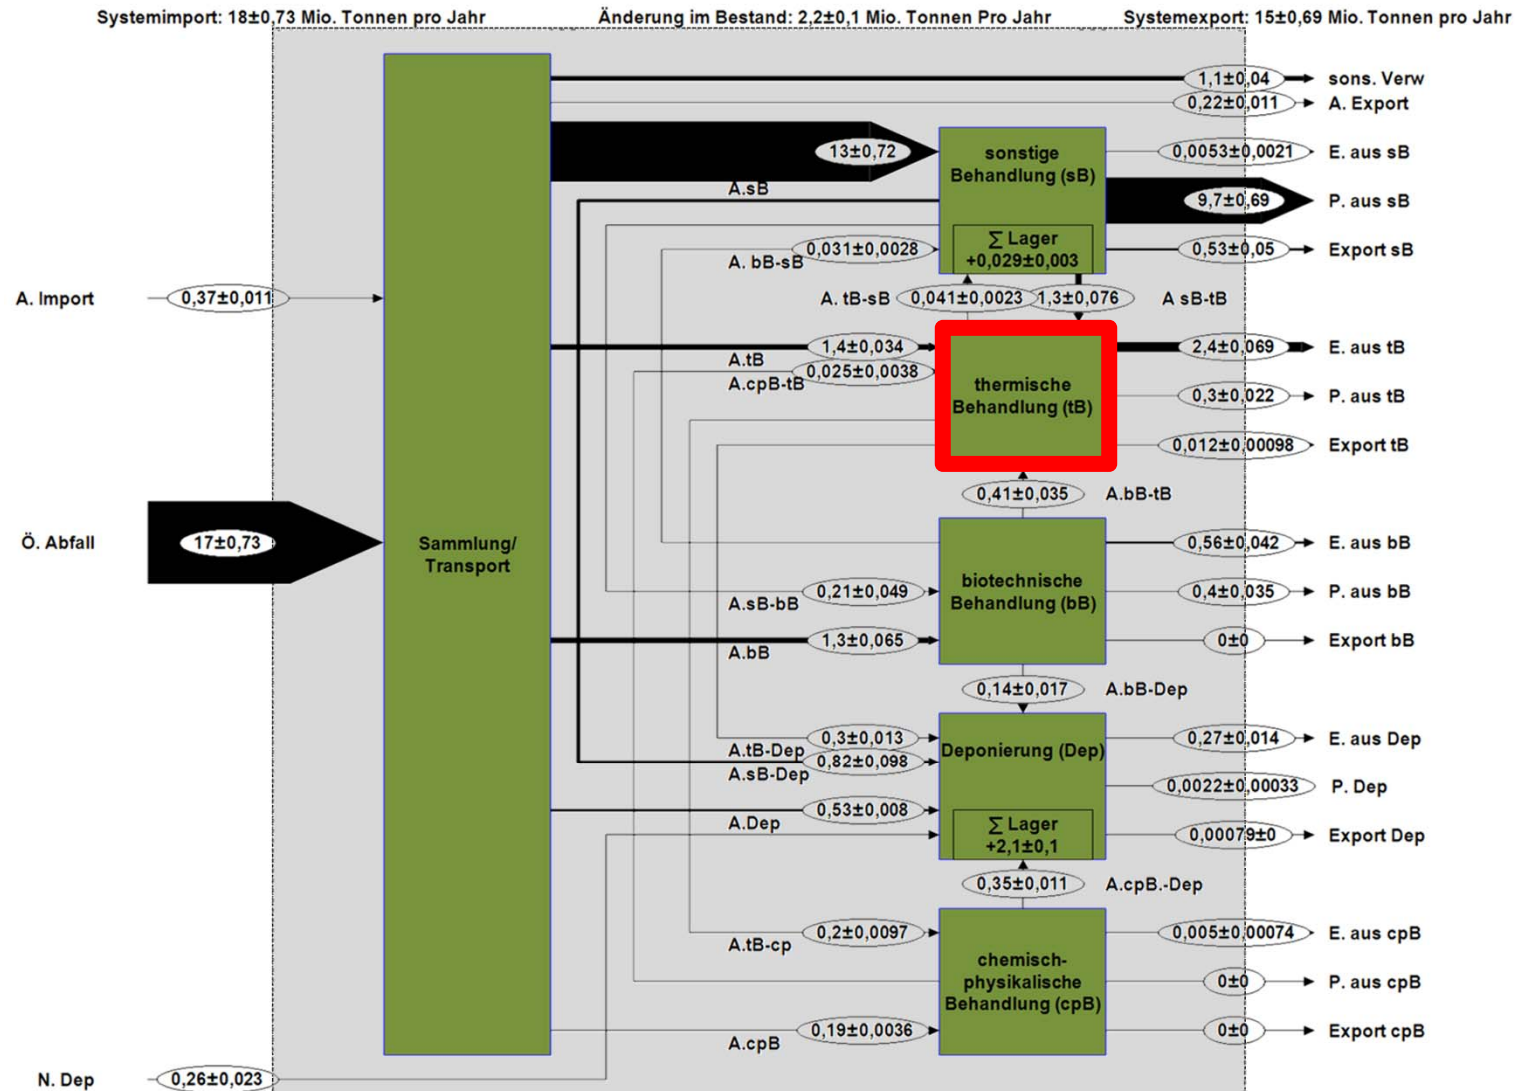 Systemimport: 18±0,73 Mio. Tonnen pro Jahr
Änderung im Bestand: 2,2±0,1 Mio. Tonnen Pro Jahr
Systemexport: 15±0,69 Mio. Tonnen pro Jahr
1,1±0,04
sons. Verw
0,22±0,011
A. Export
13±0,72
A.sB
sonstige
Behandlung (sB)
∑ Lager
+0,029±0,003
0,0053±0,0021
E. aus sB
9,7±0,69
P. aus sB
A. bB-sB
0,031±0,0028
0,53±0,05
Export sB
A. Import
0,37±0,011
A. tB-sB
0,041±0,0023
1,3±0,076
A sB-tB
A.tB
1,4±0,034
A.cpB-tB
0,025±0,0038
thermische
Behandlung (tB)
2,4±0,069
E. aus tB
0,3±0,022
P. aus tB
0,012±0,00098
Export tB
0,41±0,035
A.bB-tB
Ö. Abfall
17±0,73
Sammlung/
Transport
biotechnische
Behandlung (bB)
0,56±0,042
E. aus bB
A.sB-bB
0,21±0,049
0,4±0,035
P. aus bB
A.bB
1,3±0,065
0±0
Export bB
0,14±0,017
A.bB-Dep
A.tB-Dep
0,3±0,013
A.sB-Dep
0,82±0,098
Deponierung (Dep)
0,27±0,014
E. aus Dep
0,0022±0,00033
P. Dep
A.Dep
0,53±0,008
∑ Lager
+2,1±0,1
0,00079±0
Export Dep
0,35±0,011
A.cpB.-Dep
A.tB-cp
0,2±0,0097
chemisch-
physikalische
Behandlung (cpB)
0,005±0,00074
E. aus cpB
0±0
P. aus cpB
A.cpB
0,19±0,0036
0±0
Export cpB
N. Dep
0,26±0,023